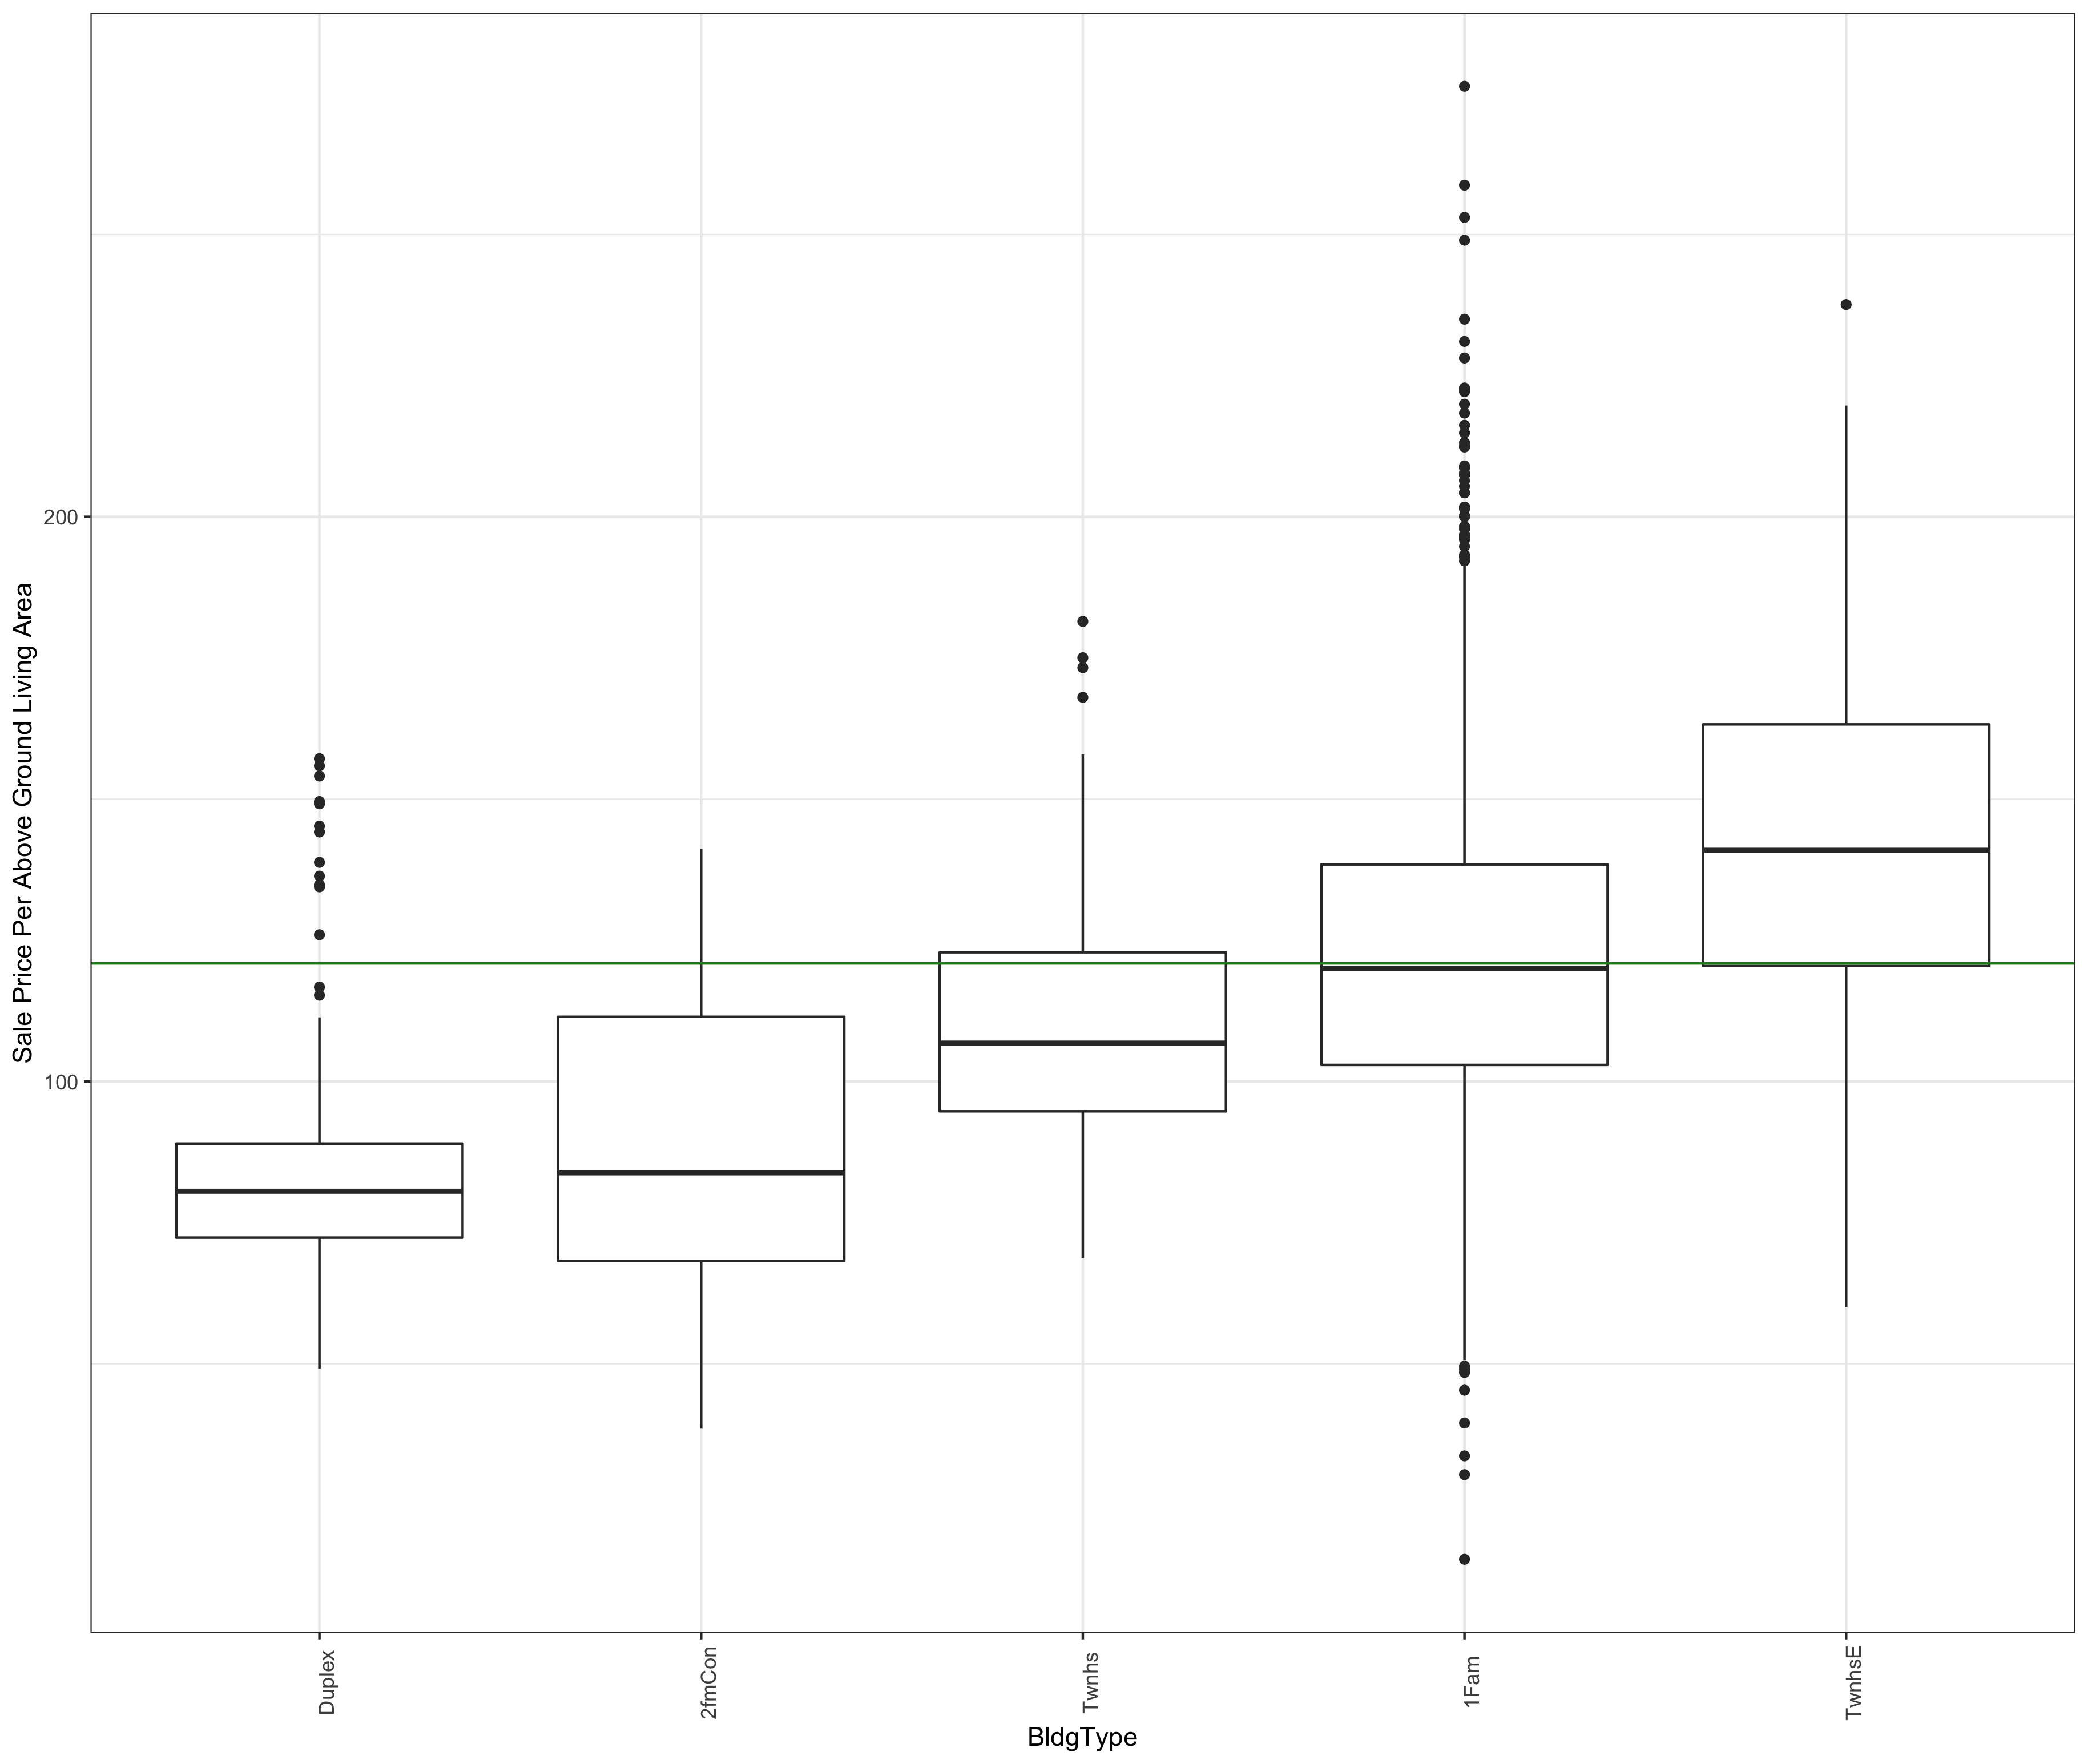 Sale Price Per Above Ground Living Area
200
100
Duplex
2fmCon
Twnhs
1Fam
TwnhsE
BldgType